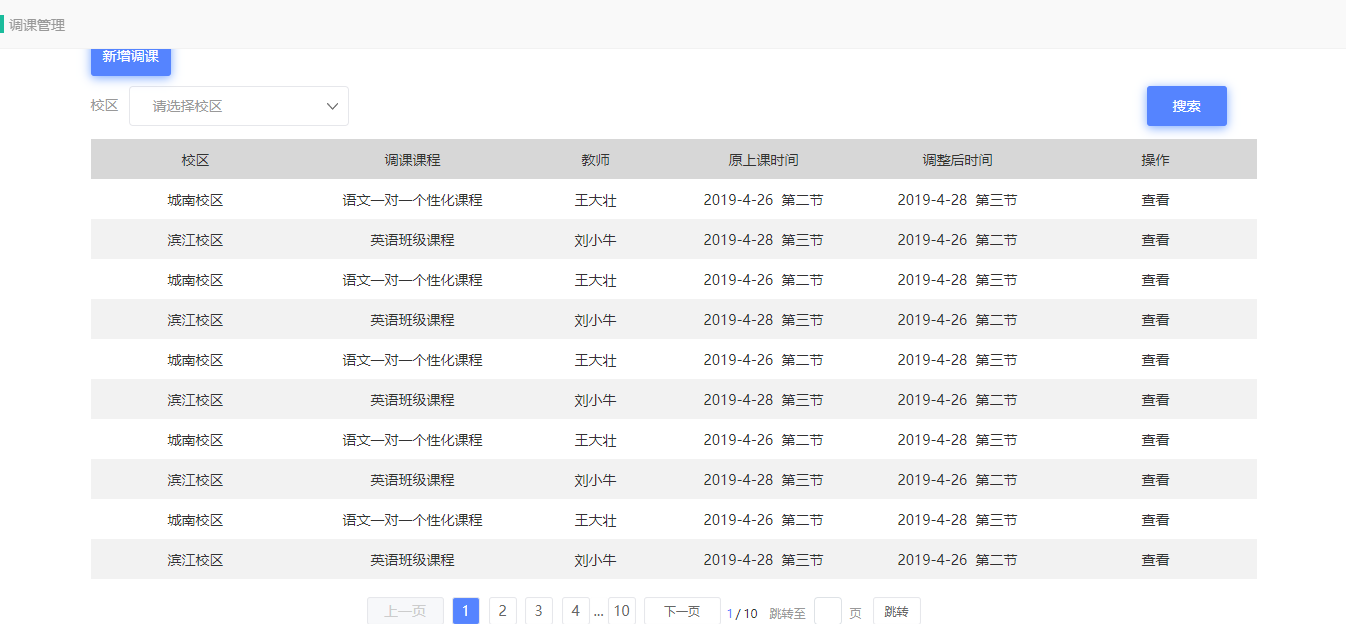 调课管理
新增调课
校区 请选择校区 搜索
校区 调课课程 教师 原上课时间 调整后时间 操作
城南校区 语文一对一个性化课程 王大壮 2019-4-26 第二节 2019-4-28 第三节 查看
滨江校区 英语班级课程 刘小牛 2019-4-28 第三节 2019-4-26 第二节 查看
城南校区 语文一对一个性化课程 王大壮 2019-4-26 第二节 2019-4-28 第三节 查看
滨江校区 英语班级课程 刘小牛 2019-4-28 第三节 2019-4-26 第二节 查看
城南校区 语文一对一个性化课程 王大壮 2019-4-26 第二节 2019-4-28 第三节 查看
滨江校区 英语班级课程 刘小牛 2019-4-28 第三节 2019-4-26 第二节 查看
城南校区 语文一对一个性化课程 王大壮 2019-4-26 第二节 2019-4-28 第三节 查看
滨江校区 英语班级课程 刘小牛 2019-4-28 第三节 2019-4-26 第二节 查看
城南校区 语文一对一个性化课程 王大壮 2019-4-26 第二节 2019-4-28 第三节 查看
滨江校区 英语班级课程 刘小牛 2019-4-28 第三节 2019-4-26 第二节 查看
上一页 1 2 3 4 ... 10 下一页 1 / 10 跳转至 页 跳转